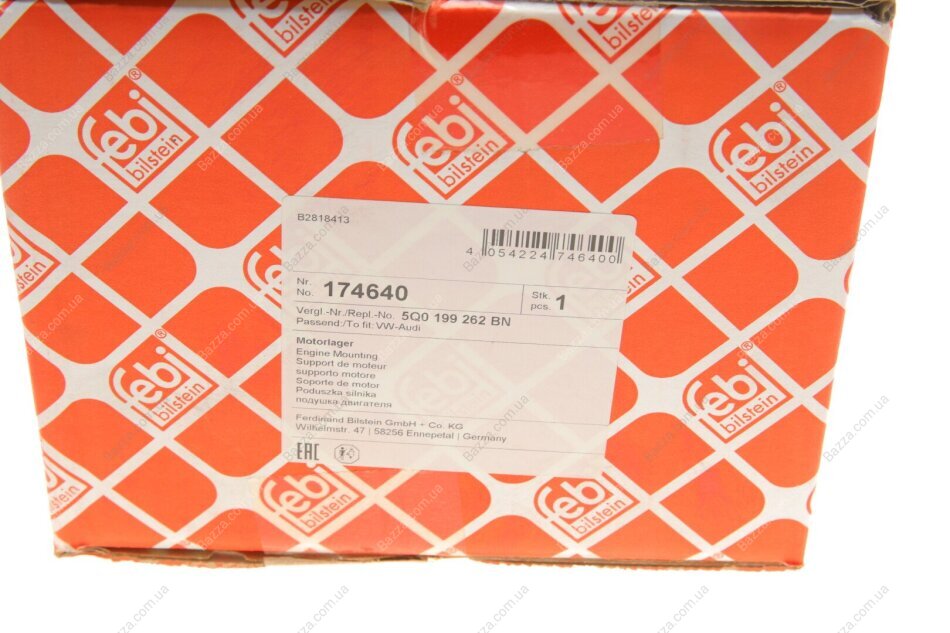 B2818413
4 054224 746400
Nr.
No. 174640
Stk.
pcs. 1
Vergl.-Nr./Repl.-No. 5Q0 199 262 BN
Passend:/To fit: VW-Audi
Motorlager
Engine Mounting
Support de moteur
supporto motore
Soporte de motor
Poduszka silnika
подушка двигателя
Ferdinand Bilstein GmbH + Co. KG
Wilhelmstr. 47 | 58256 Ennepetal | Germany
EAC
febi®
bilstein
Bazza.com.ua